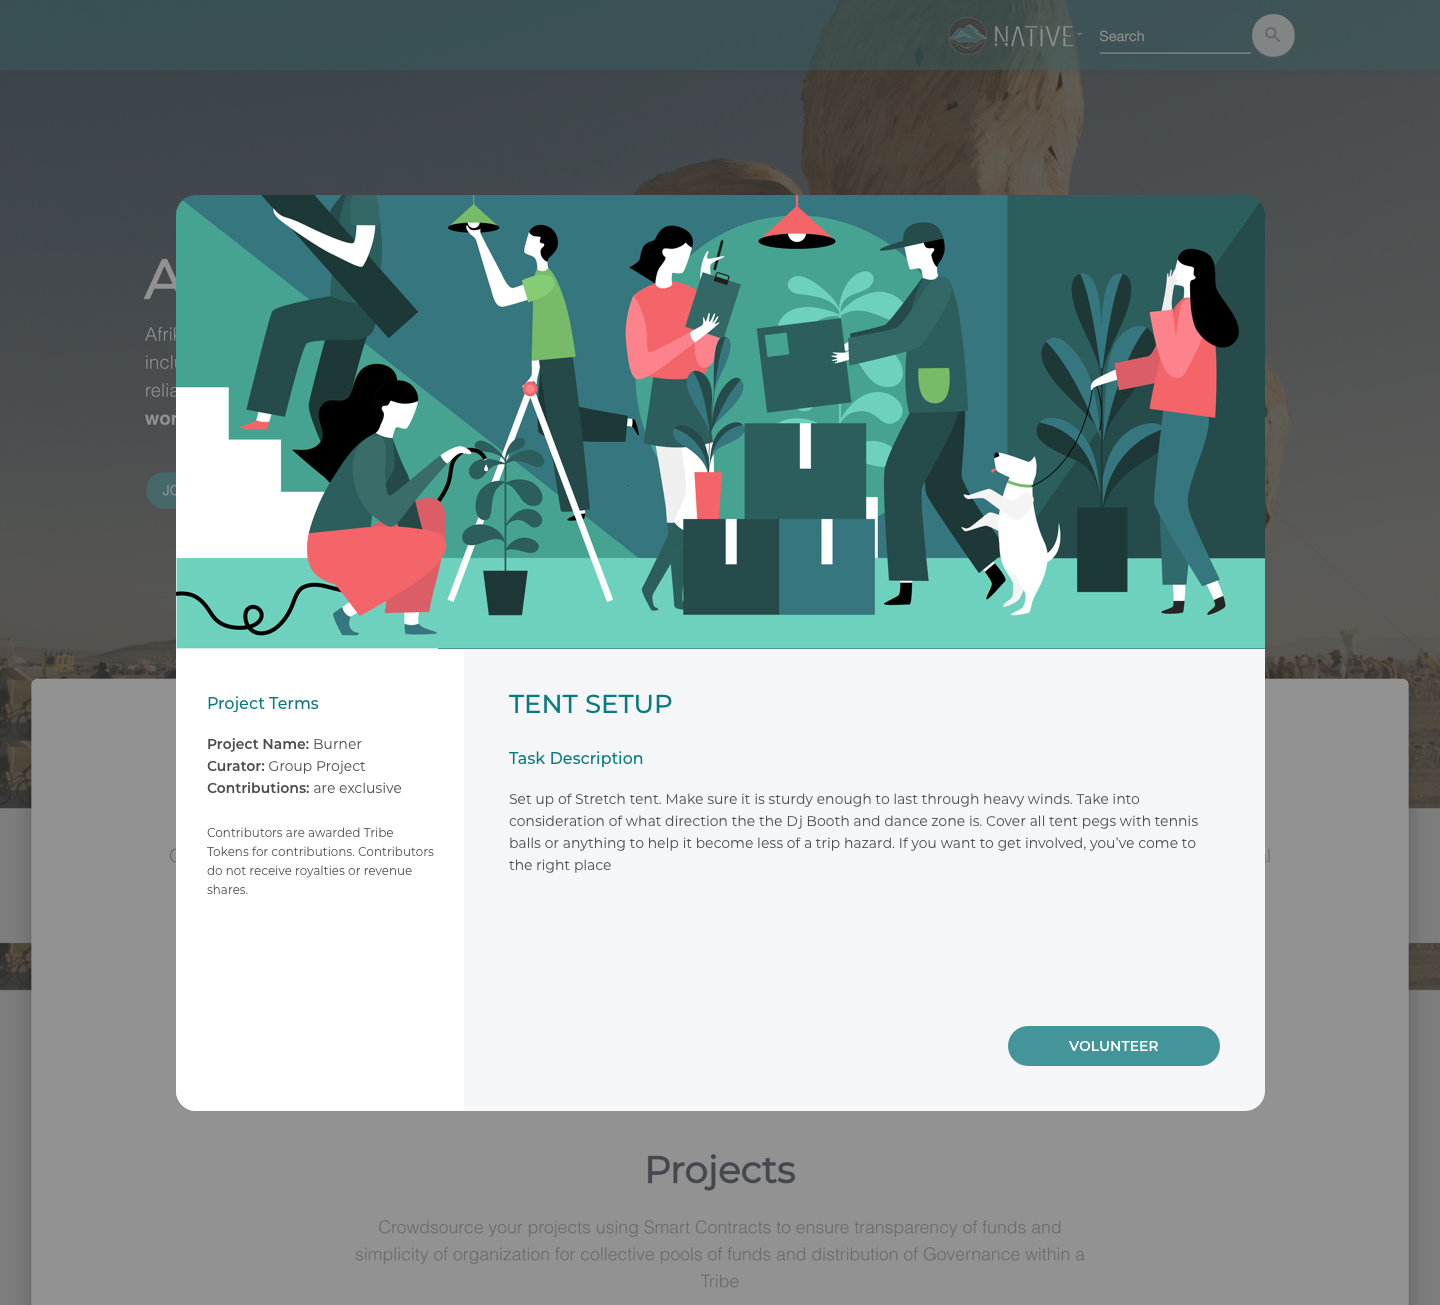 NATIVE
Search
A
Afrik
inclu
relia
wor
JO
Project Terms
Project Name: Burner
Curator: Group Project
Contributions: are exclusive
Contributors are awarded Tribe
Tokens for contributions. Contributors
do not receive royalties or revenue
shares.
TENT SETUP
Task Description
Set up of Stretch tent. Make sure it is sturdy enough to last through heavy winds. Take into
consideration of what direction the the Dj Booth and dance zone is. Cover all tent pegs with tennis
balls or anything to help it become less of a trip hazard. If you want to get involved, you've come to
the right place
VOLUNTEER
Projects
Crowdsource your projects using Smart Contracts to ensure transparency of funds and
simplicity of organization for collective pools of funds and distribution of Governance within a
Tribe